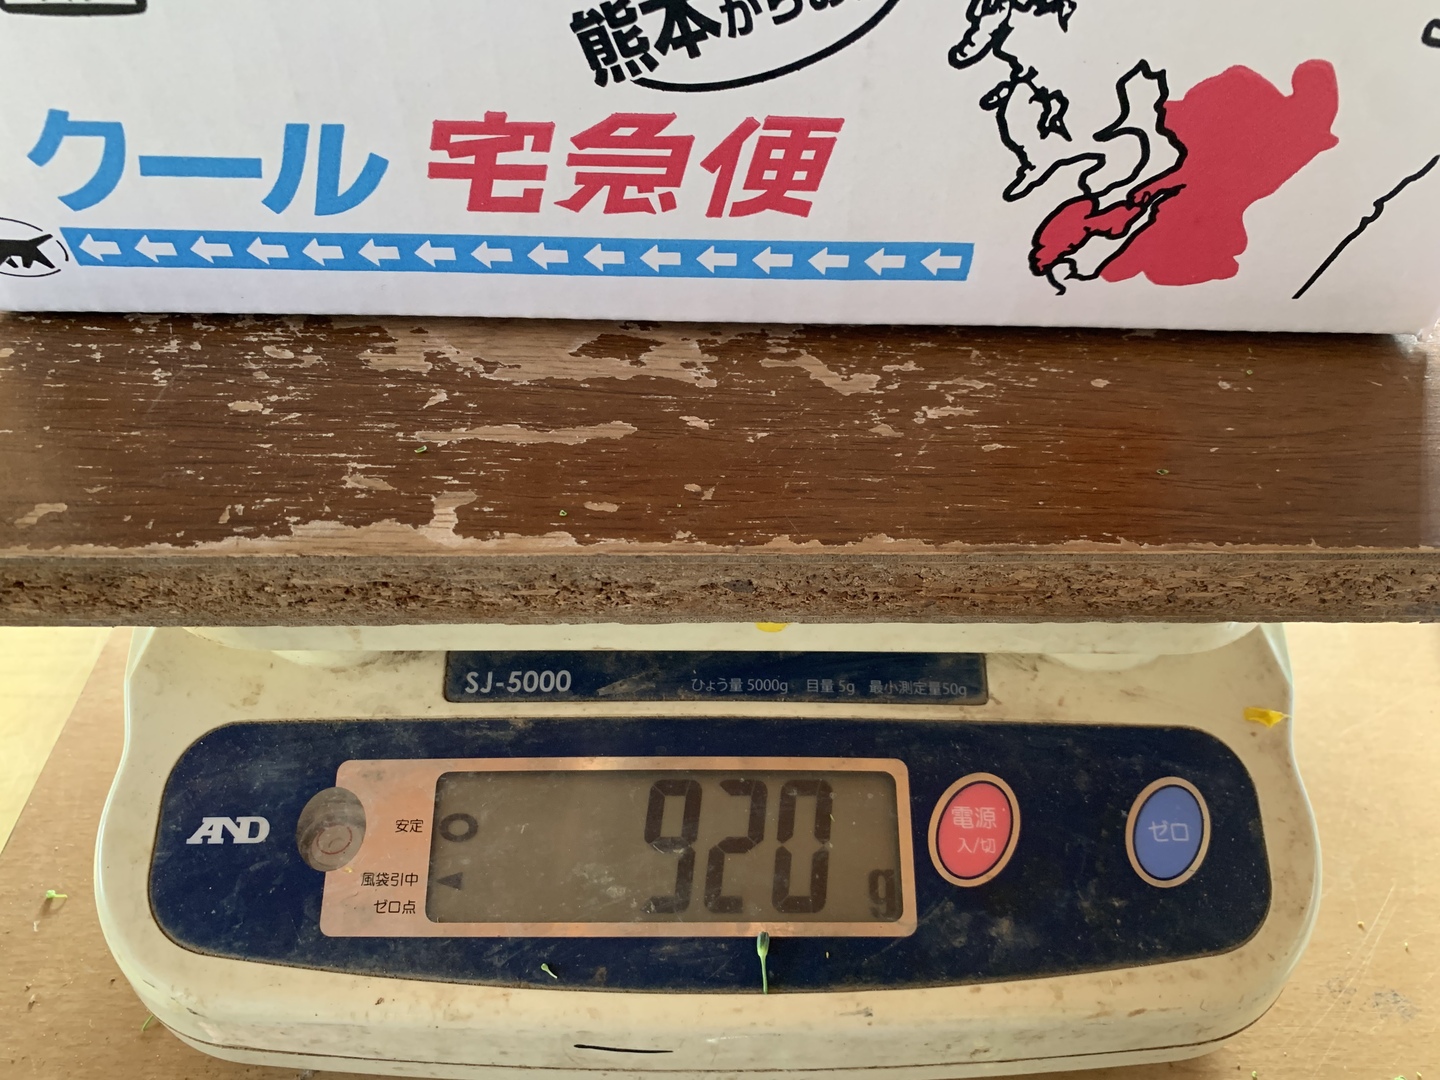 熊本から
クール 宅急便
SJ-5000 ひょう量 5000g 目量 5g 最小測定量50g
AND
安定
風袋引中
ゼロ点
920 g
電源
入/切
ゼロ